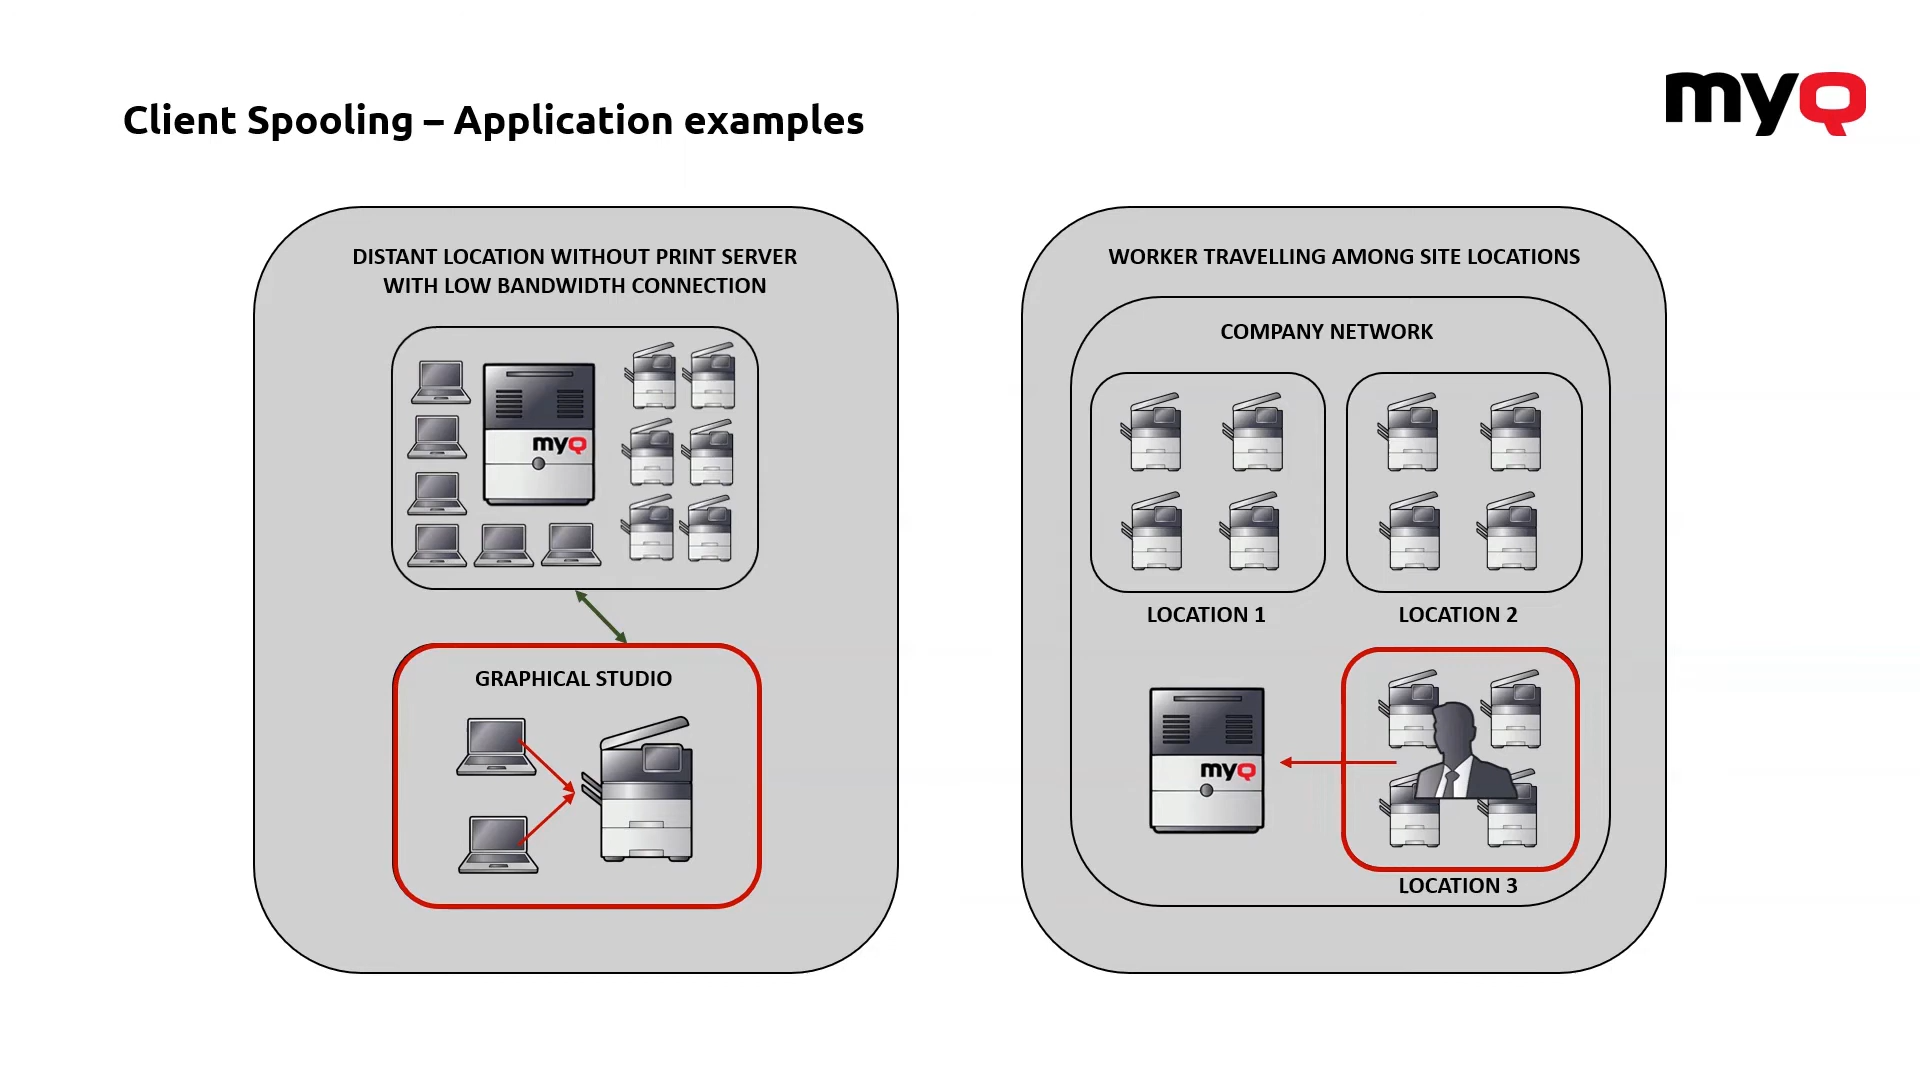 myQ
Client Spooling – Application examples
DISTANT LOCATION WITHOUT PRINT SERVER
WITH LOW BANDWIDTH CONNECTION
myQ
GRAPHICAL STUDIO
WORKER TRAVELLING AMONG SITE LOCATIONS
COMPANY NETWORK
LOCATION 1
LOCATION 2
myQ
LOCATION 3